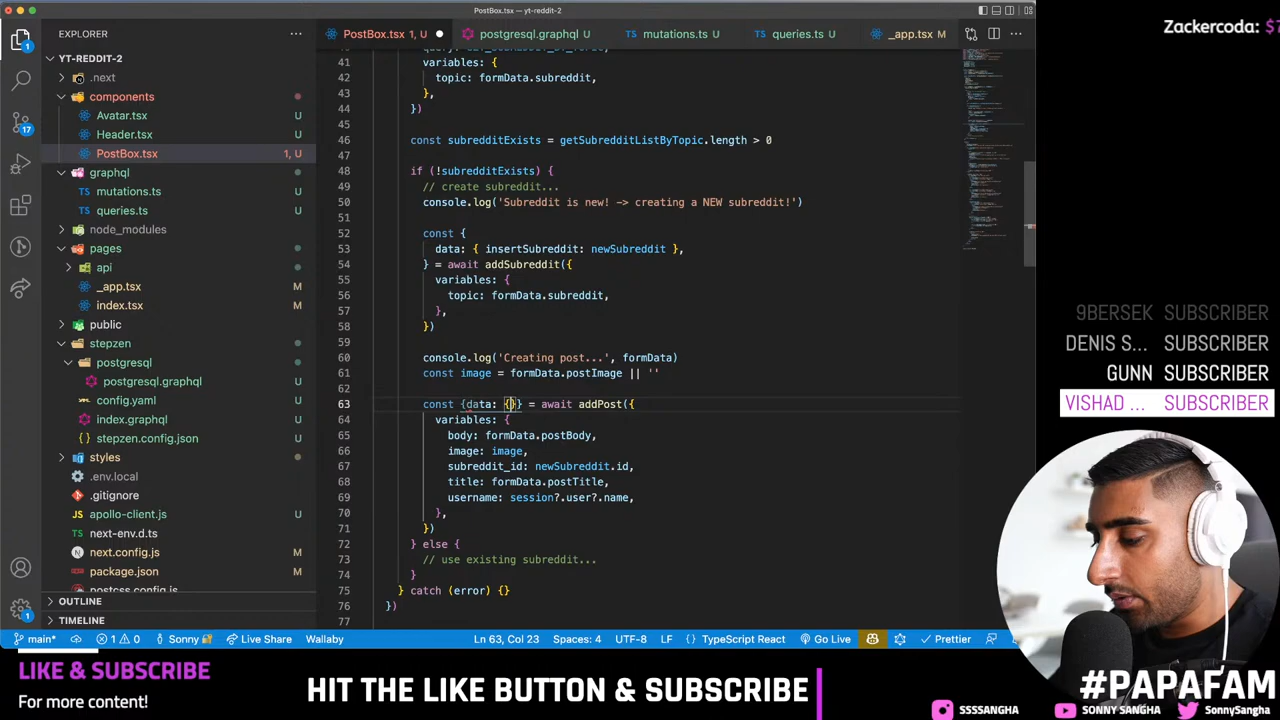 PostBox.tsx — yt-reddit-2
Zackercoda:
EXPLORER
PostBox.tsx 1, U
postgresql.graphql U
mutations.ts U
queries.ts U
_app.tsx M
YT-REDDIT-2
.next
components
Avatar.tsx U
Header.tsx U
PostBox.tsx U
graphql
mutations.ts U
queries.ts U
node_modules
pages
api
_app.tsx M
index.tsx M
public
stepzen
postgresql
postgresql.graphql U
config.yaml U
index.graphql U
stepzen.config.json U
styles
.env.local
.gitignore
apollo-client.js U
next-env.d.ts
next.config.js M
package.json M
postcss.config.js
OUTLINE
TIMELINE
41 variables: {
42 topic: formData.subreddit,
43 },
44 })
45
46 const subredditExists = getSubredditListByTopic.length > 0
47
48 if (!subredditExists) {
49 // create subreddit...
50 console.log('Subreddit is new! -> creating a NEW subreddit!')
51
52 const {
53 data: { insertSubreddit: newSubreddit },
54 } = await addSubreddit({
55 variables: {
56 topic: formData.subreddit,
57 },
58 })
59
60 console.log('Creating post...', formData)
61 const image = formData.postImage || ''
62
63 const {data: {}} = await addPost({
64 variables: {
65 body: formData.postBody,
66 image: image,
67 subreddit_id: newSubreddit.id,
68 title: formData.postTitle,
69 username: session?.user?.name,
70 },
71 })
72 } else {
73 // use existing subreddit...
74 }
75 } catch (error) {}
76 })
77
9BERSEK SUBSCRIBER
DENIS S... SUBSCRIBER
GUNN SUBSCRIBER
VISHAD ... SUBSCRIBER
1
17
1
main* 1 0 Sonny Live Share Wallaby Ln 63, Col 23 Spaces: 4 UTF-8 LF {} TypeScript React Go Live Prettier
LIKE & SUBSCRIBE
For more content!
HIT THE LIKE BUTTON & SUBSCRIBE
#PAPAFAM
SSSSANGHA SONNY SANGHA SonnySangha